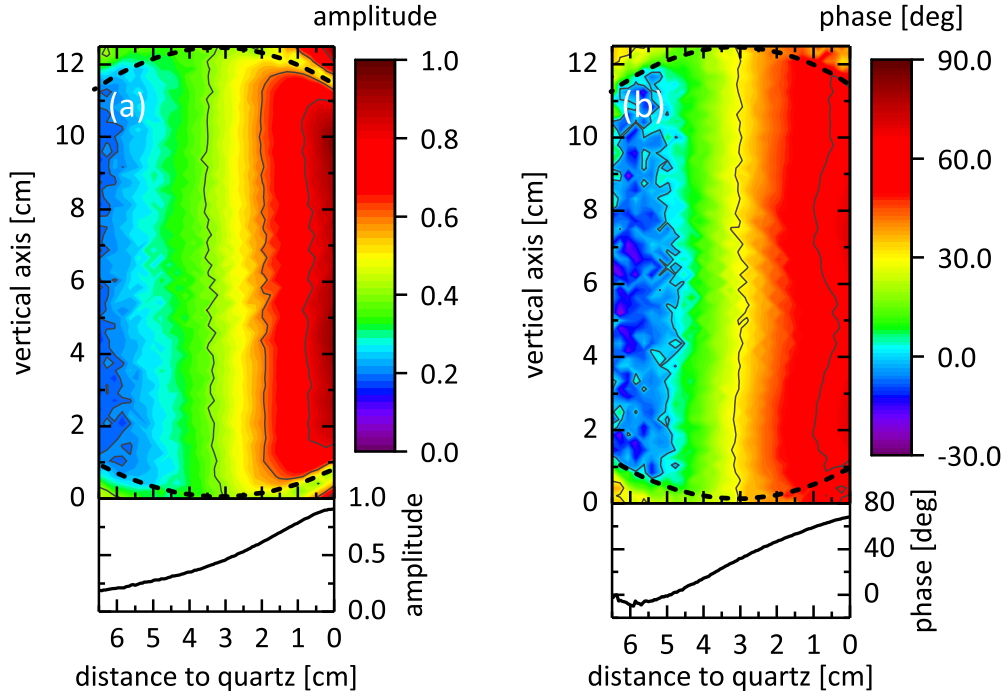 amplitude
phase [deg]
(a)
12
10
8
6
4
2
0
vertical axis [cm]
1.0
0.8
0.6
0.4
0.2
0.0
(b)
12
10
8
6
4
2
0
vertical axis [cm]
90.0
60.0
30.0
0.0
-30.0
1.0
0.5
0.0
amplitude
6 5 4 3 2 1 0
distance to quartz [cm]
80
40
0
phase [deg]
6 5 4 3 2 1 0
distance to quartz [cm]